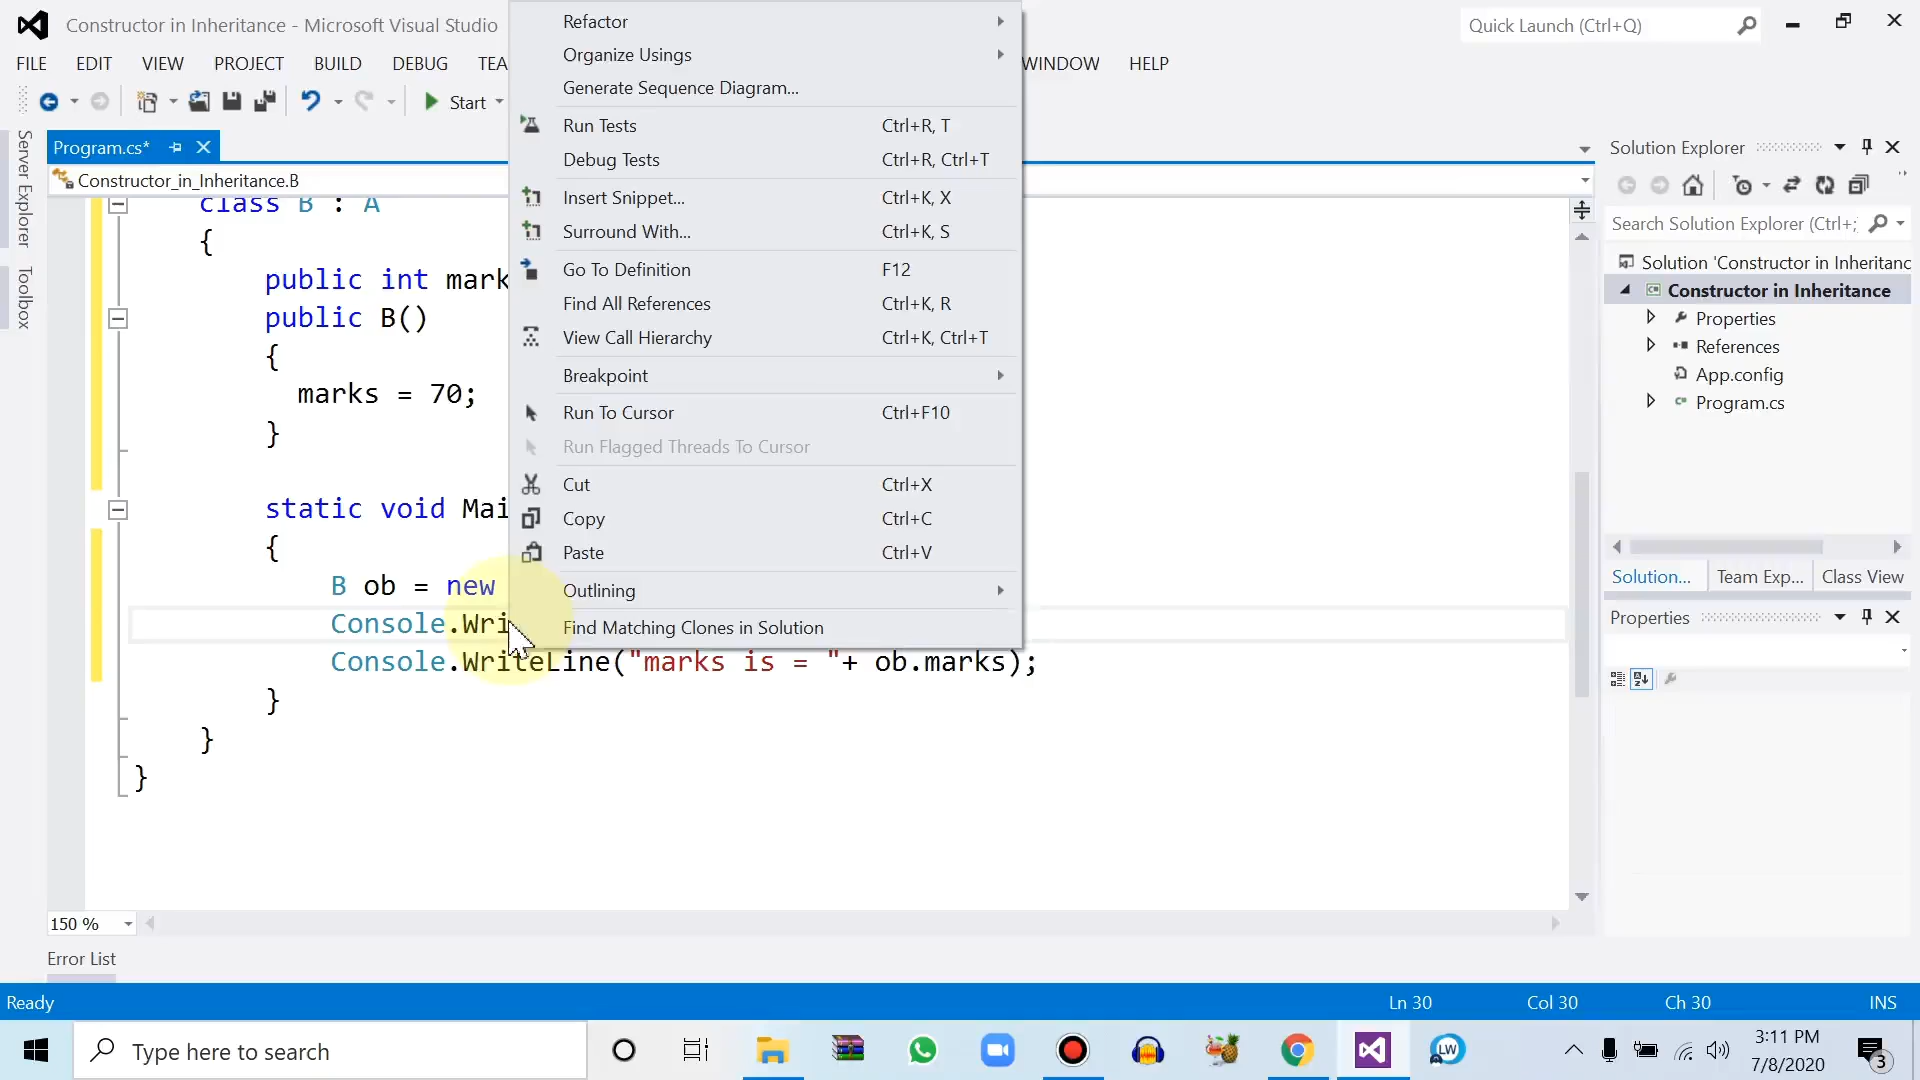 Constructor in Inheritance - Microsoft Visual Studio
Quick Launch (Ctrl+Q)
FILE EDIT VIEW PROJECT BUILD DEBUG TEA WINDOW HELP
Start
Server Explorer
Toolbox
Program.cs*
Constructor_in_Inheritance.B
class B : A
{
public int mark
public B()
{
marks = 70;
}
static void Mai
{
B ob = new
Console.Wri
Console.WriteLine("marks is = "+ ob.marks);
}
}
}
Refactor
Organize Usings
Generate Sequence Diagram...
Run Tests Ctrl+R, T
Debug Tests Ctrl+R, Ctrl+T
Insert Snippet... Ctrl+K, X
Surround With... Ctrl+K, S
Go To Definition F12
Find All References Ctrl+K, R
View Call Hierarchy Ctrl+K, Ctrl+T
Breakpoint
Run To Cursor Ctrl+F10
Run Flagged Threads To Cursor
Cut Ctrl+X
Copy Ctrl+C
Paste Ctrl+V
Outlining
Find Matching Clones in Solution
Solution Explorer
Search Solution Explorer (Ctrl+;
Solution 'Constructor in Inheritanc
Constructor in Inheritance
Properties
References
App.config
Program.cs
Solution... Team Exp... Class View
Properties
150 %
Error List
Ready Ln 30 Col 30 Ch 30 INS
Type here to search
LW
3:11 PM
7/8/2020
3